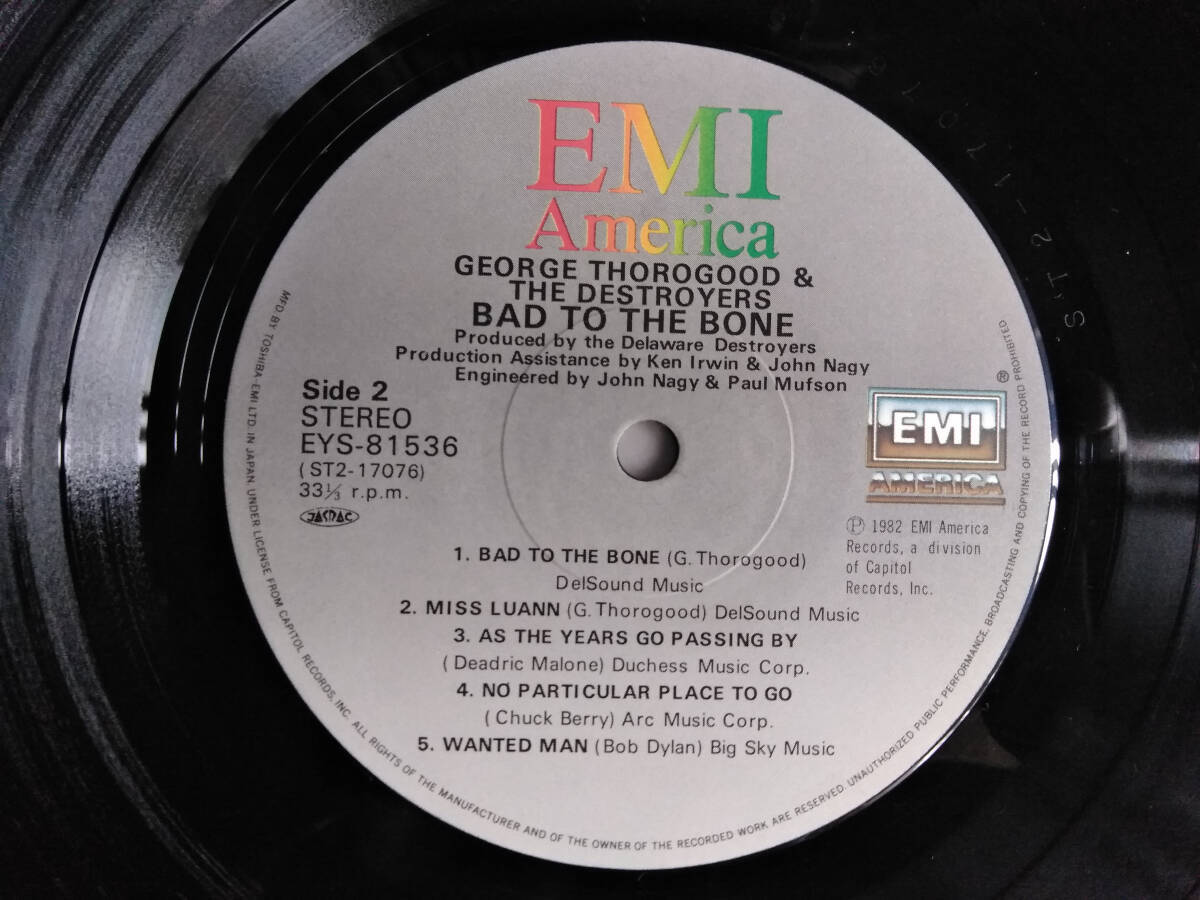 EMI
America
GEORGE THOROGOOD &
THE DESTROYERS
BAD TO THE BONE
Produced by the Delaware Destroyers
Production Assistance by Ken Irwin & John Nagy
Engineered by John Nagy & Paul Mufson
Side 2
STEREO
EYS-81536
(ST2-17076)
33⅓ r.p.m.
JASRAC
®
EMI
AMERICA
Ⓟ 1982 EMI America
Records, a division
of Capitol
Records, Inc.
1. BAD TO THE BONE (G. Thorogood)
DelSound Music
2. MISS LUANN (G. Thorogood) DelSound Music
3. AS THE YEARS GO PASSING BY
(Deadric Malone) Duchess Music Corp.
4. NO PARTICULAR PLACE TO GO
(Chuck Berry) Arc Music Corp.
5. WANTED MAN (Bob Dylan) Big Sky Music
MFD. BY TOSHIBA-EMI LTD. IN JAPAN. UNDER LICENSE FROM CAPITOL RECORDS, INC. ALL RIGHTS OF THE MANUFACTURER AND OF THE OWNER OF THE RECORDED WORK ARE RESERVED. UNAUTHORIZED PUBLIC PERFORMANCE, BROADCASTING AND COPYING OF THE RECORD PROHIBITED